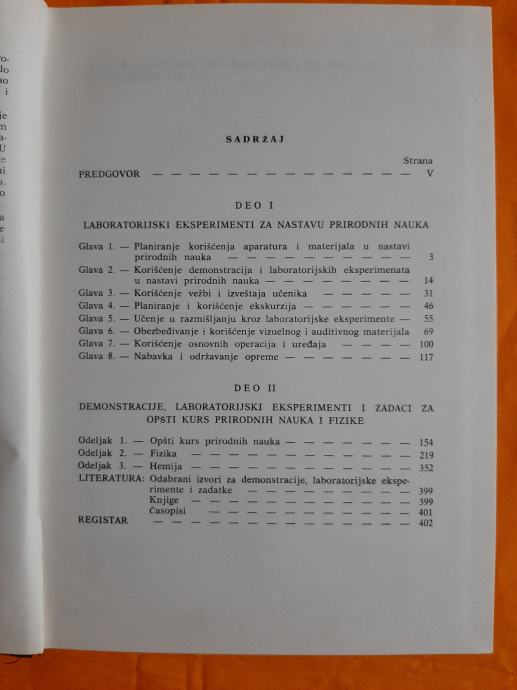 SADRŽAJ
Strana
PREDGOVOR — — — — — — — — — — — — — V
DEO I
LABORATORIJSKI EKSPERIMENTI ZA NASTAVU PRIRODNIH NAUKA
Glava 1. — Planiranje korišćenja aparatura i materijala u nastavi
prirodnih nauka — — — — — — — — 3
Glava 2. — Korišćenje demonstracija i laboratorijskih eksperimenata
u nastavi prirodnih nauka — — — — — — — 14
Glava 3. — Korišćenje vežbi i izveštaja učenika — — — — — 31
Glava 4. — Planiranje i korišćenje ekskurzija — — — — — 46
Glava 5. — Učenje u razmišljanju kroz laboratorijske eksperimente — 55
Glava 6. — Obezbeđivanje i korišćenje vizuelnog i auditivnog materijala 69
Glava 7. — Korišćenje osnovnih operacija i uređaja — — — — 100
Glava 8. — Nabavka i održavanje opreme — — — — — — 117
DEO II
DEMONSTRACIJE, LABORATORIJSKI EKSPERIMENTI I ZADACI ZA
OPŠTI KURS PRIRODNIH NAUKA I FIZIKE
Odeljak 1. — Opšti kurs prirodnih nauka — — — — — — 154
Odeljak 2. — Fizika — — — — — — — — — — 219
Odeljak 3. — Hemija — — — — — — — — — — 352
LITERATURA: Odabrani izvori za demonstracije, laboratorijske ekspe-
rimente i zadatke — — — — — — — — 399
Knjige — — — — — — — — — — 399
Časopisi — — — — — — — — — 401
REGISTAR — — — — — — — — — — — — 402